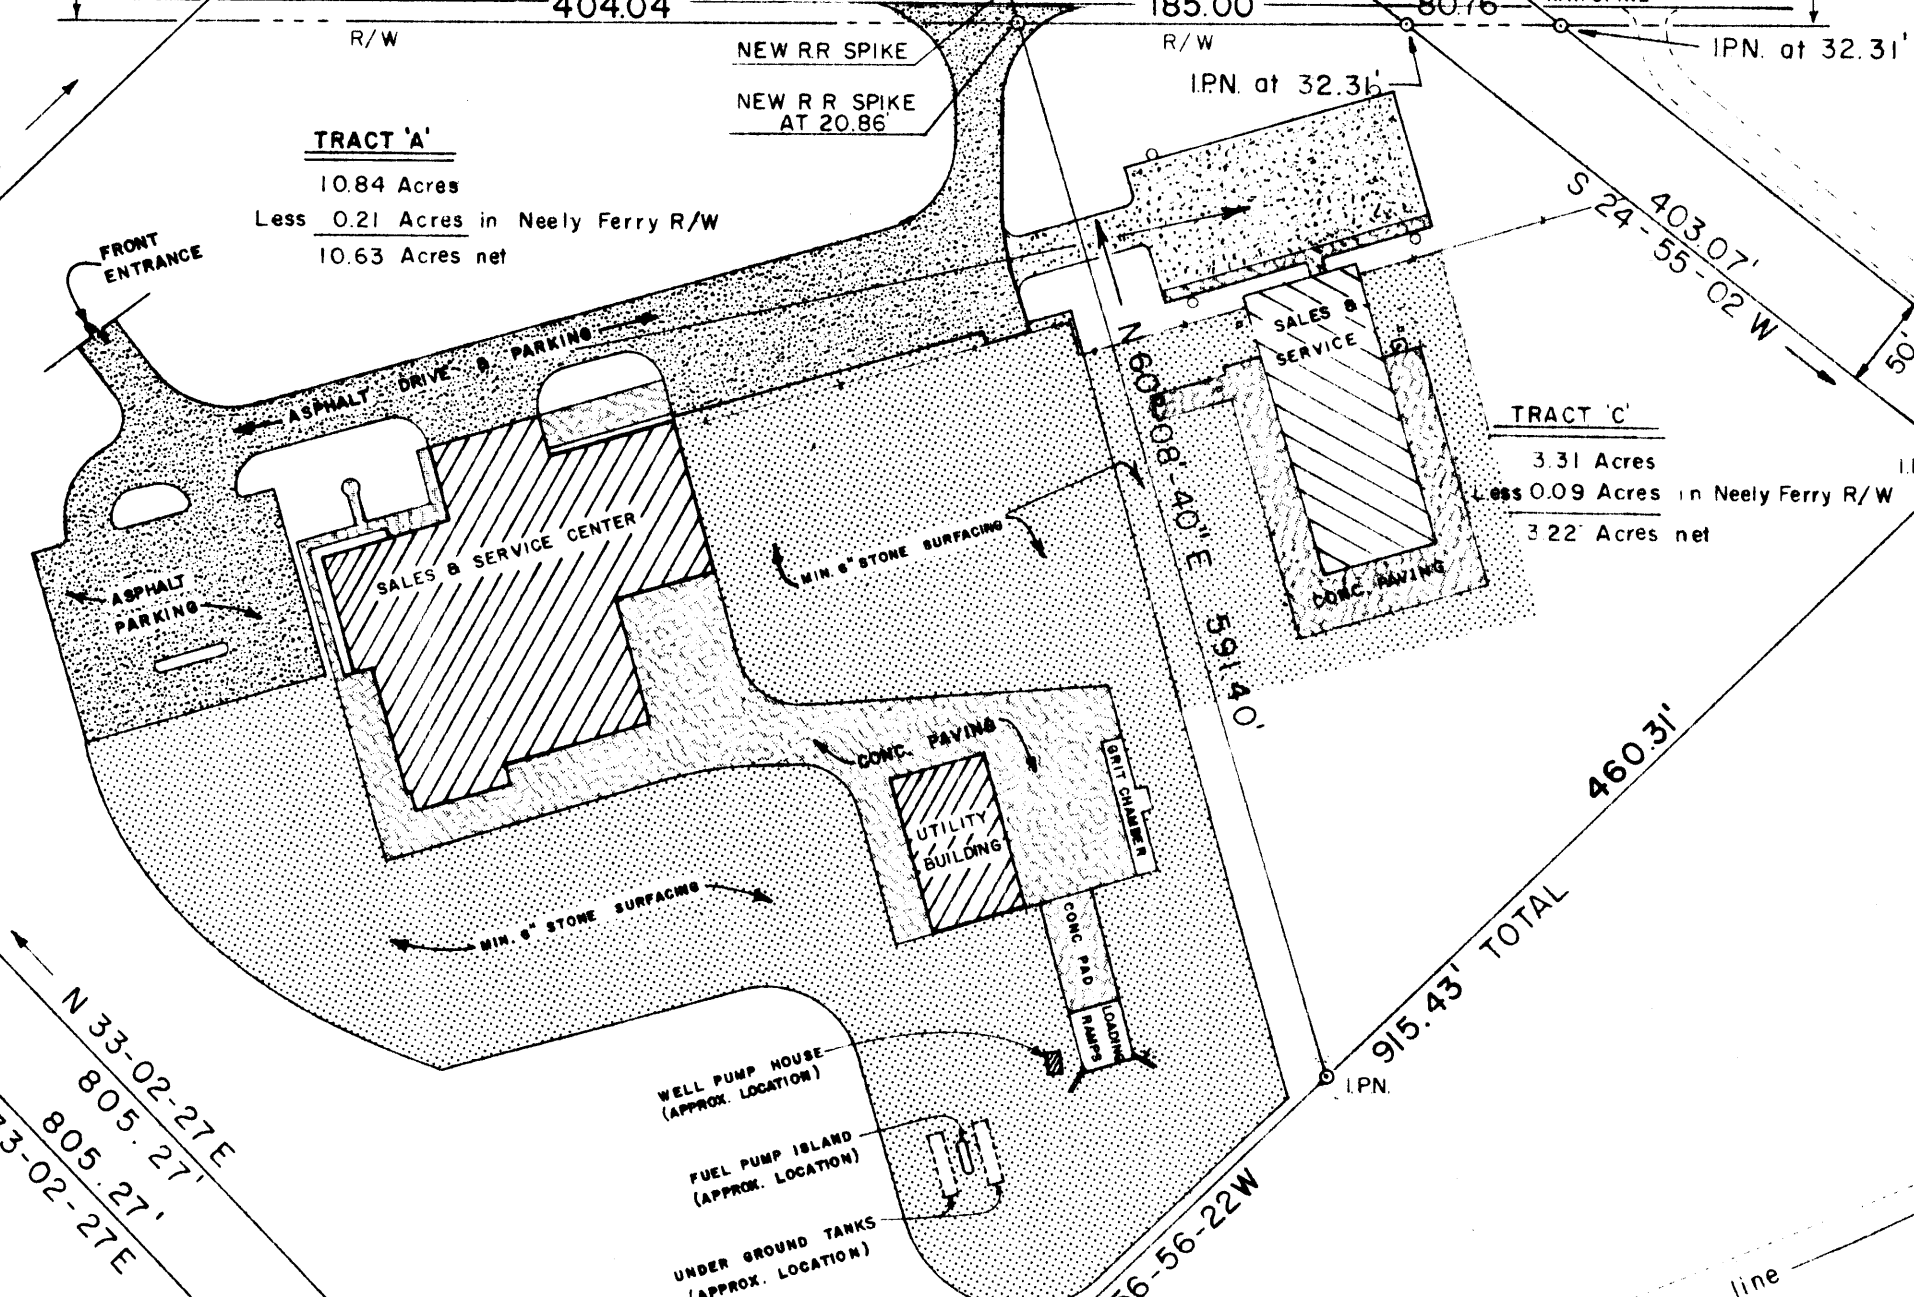 404.04
185.00
80.76
R/W
R/W
NEW RR SPIKE
I.P.N. at 32.31'
I.P.N. at 32.31'
NEW R R SPIKE
AT 20.86'
TRACT 'A'
10.84 Acres
Less 0.21 Acres in Neely Ferry R/W
10.63 Acres net
FRONT
ENTRANCE
403.07'
S 24-55-02 W
50'
ASPHALT DRIVE & PARKING
SALES &
SERVICE
N 60°08'-40" E 591.40'
TRACT 'C'
3.31 Acres
Less 0.09 Acres in Neely Ferry R/W
3.22 Acres net
SALES & SERVICE CENTER
MIN. 6" STONE SURFACING
ASPHALT
PARKING
CONC. PAVING
CONC. PAVING
GRIT CHAMBER
UTILITY
BUILDING
460.31'
915.43' TOTAL
MIN. 6" STONE SURFACING
CONC PAD
LOADING
RAMPS
N 33-02-27E
805.27'
805.27'
3-02-27E
WELL PUMP HOUSE
(APPROX. LOCATION)
I.P.N.
FUEL PUMP ISLAND
(APPROX. LOCATION)
UNDER GROUND TANKS
(APPROX. LOCATION)
56-56-22W
line